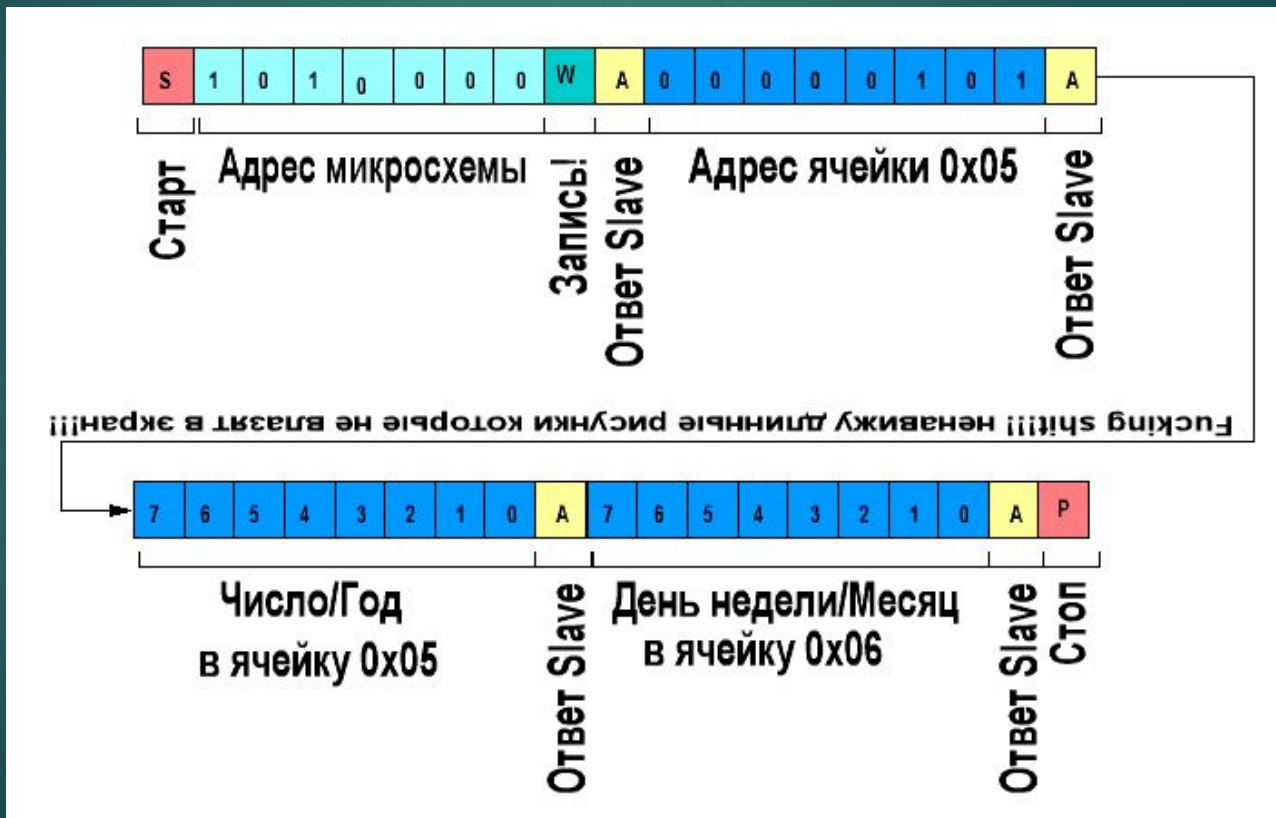 S 1 0 1 0 0 0 0 W A 0 0 0 0 0 1 0 1 A
Старт
Адрес микросхемы
Запись!
Ответ Slave
Адрес ячейки 0x05
Ответ Slave
Fucking shit!!! ненавижу длинные рисунки которые не влазят в экран!!!
7 6 5 4 3 2 1 0 A 7 6 5 4 3 2 1 0 A P
Число/Год
в ячейку 0x05
Ответ Slave
День недели/Месяц
в ячейку 0x06
Ответ Slave
Стоп